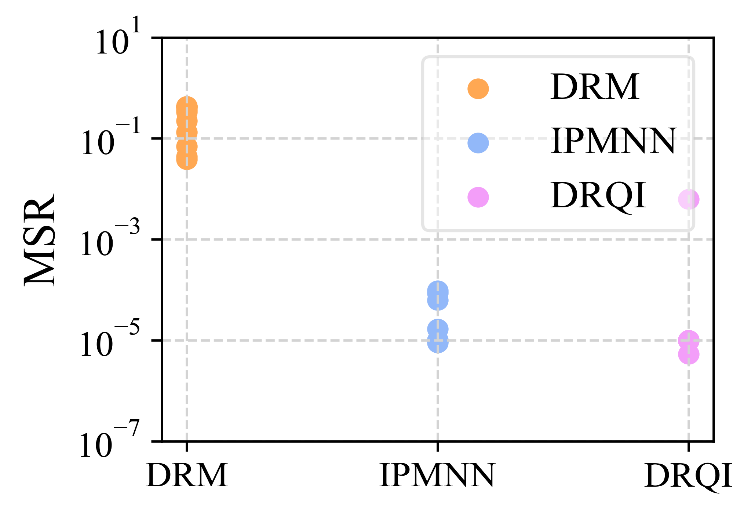 10^1
10^−1
10^−3
10^−5
10^−7
MSR
DRM
IPMNN
DRQI
DRM
IPMNN
DRQI